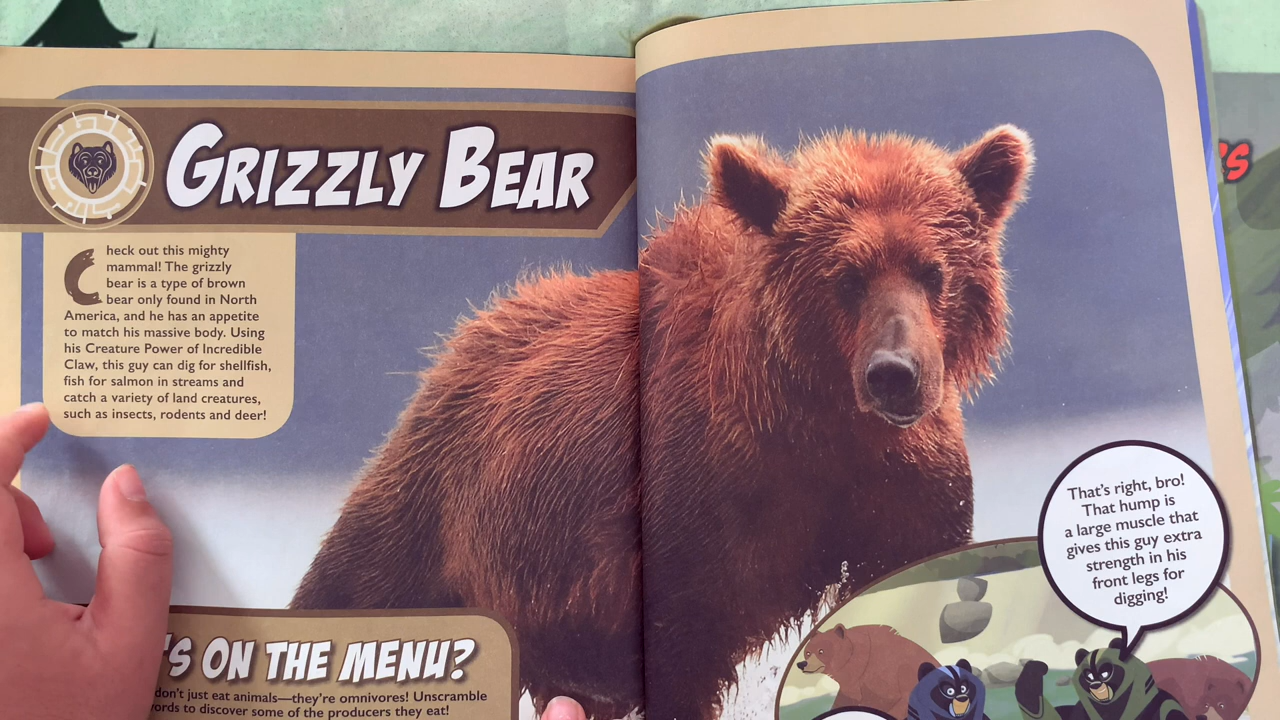 GRIZZLY BEAR
Check out this mighty
mammal! The grizzly
bear is a type of brown
bear only found in North
America, and he has an appetite
to match his massive body. Using
his Creature Power of Incredible
Claw, this guy can dig for shellfish,
fish for salmon in streams and
catch a variety of land creatures,
such as insects, rodents and deer!
'S ON THE MENU?
don't just eat animals—they're omnivores! Unscramble
to discover some of the producers they eat!
That's right, bro!
That hump is
a large muscle that
gives this guy extra
strength in his
front legs for
digging!